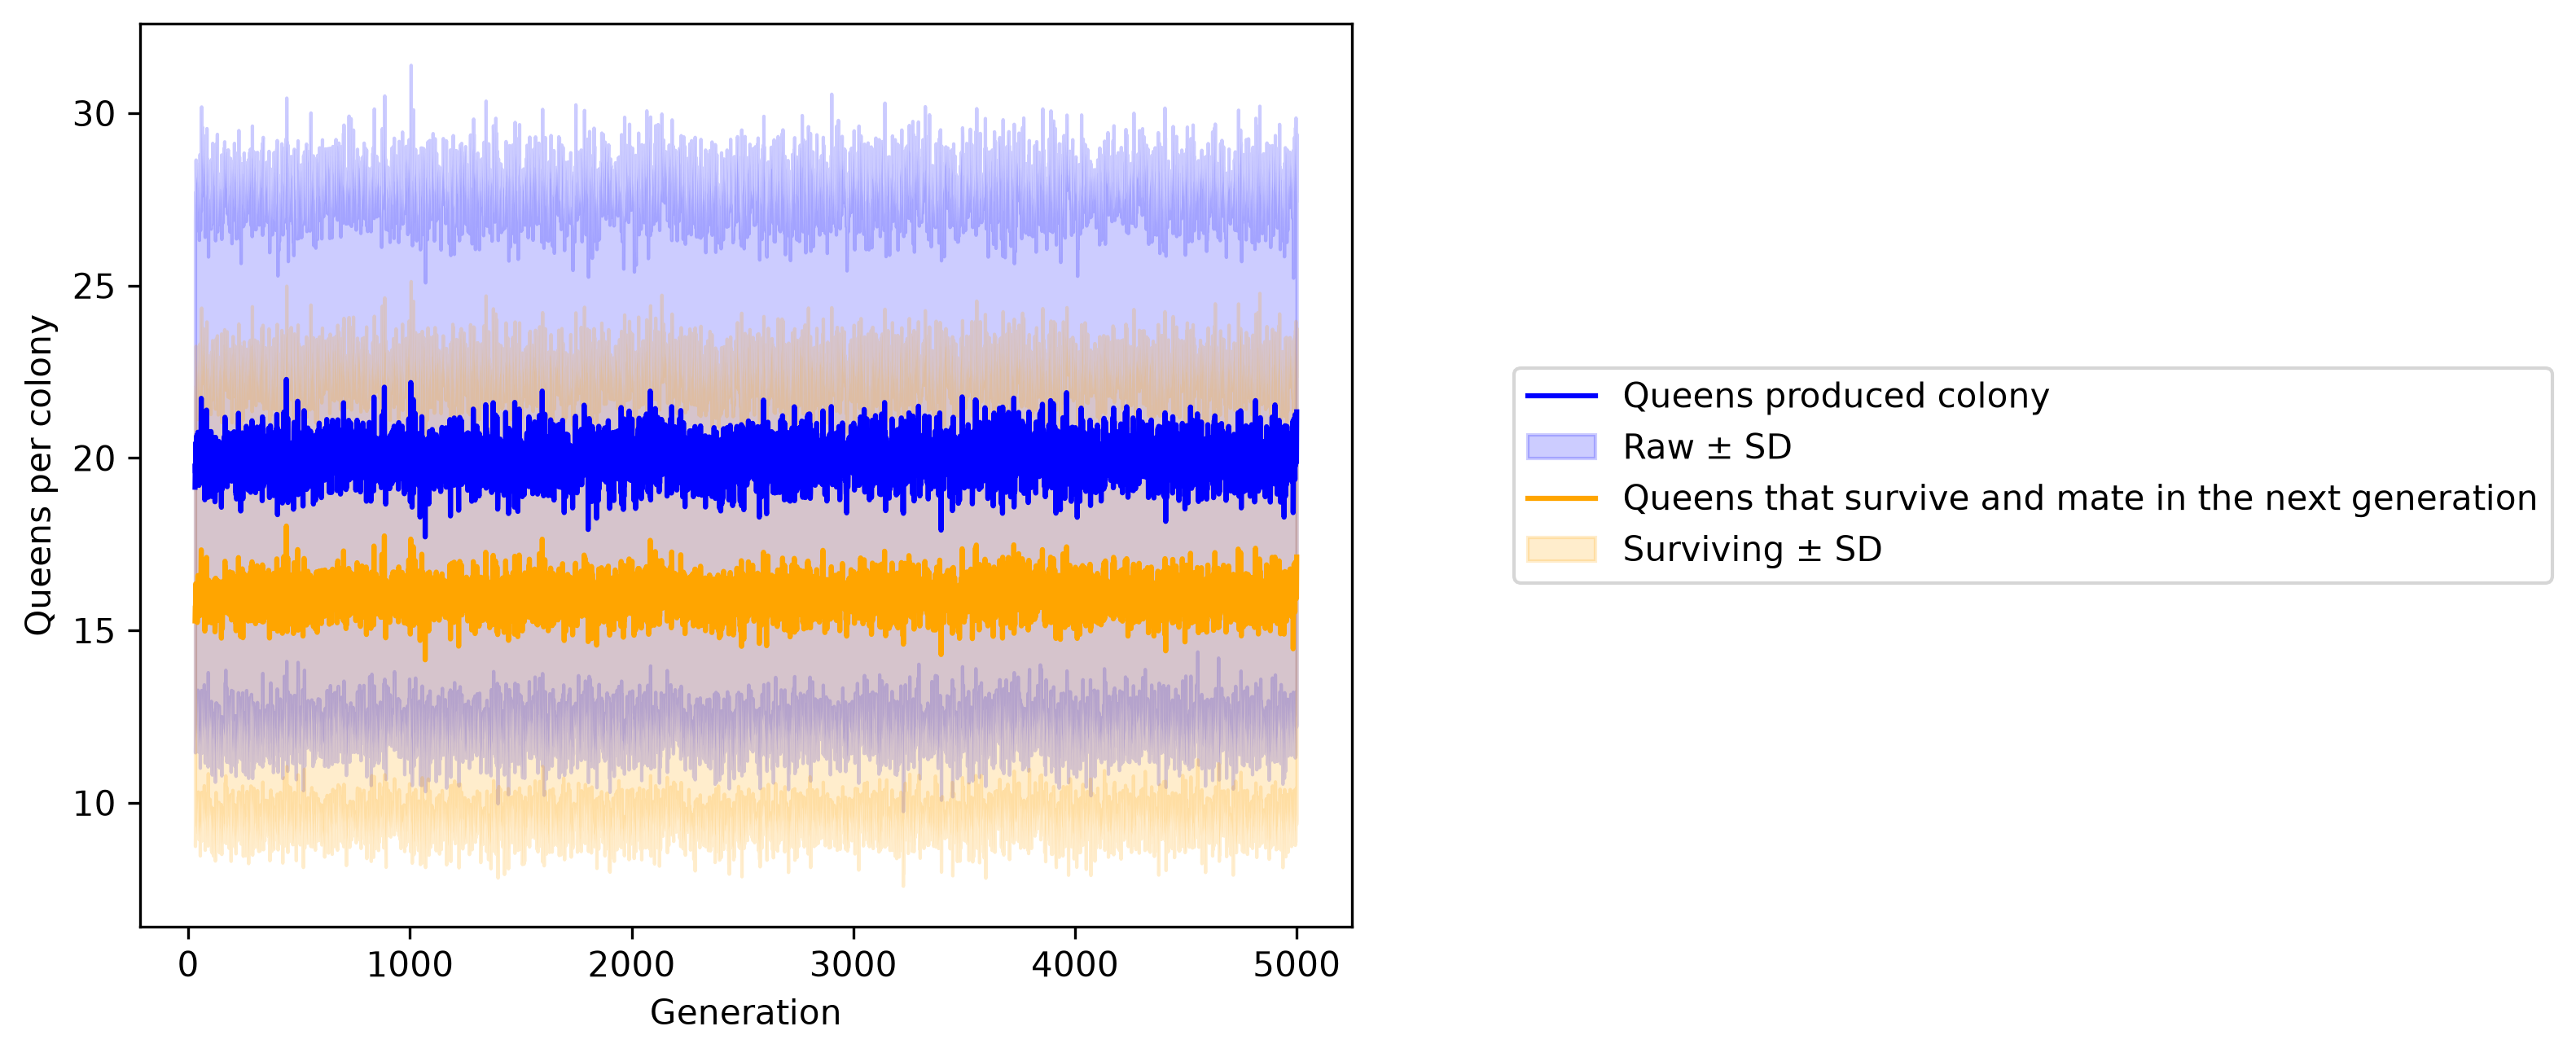 30
25
20
15
10
Queens per colony
0 1000 2000 3000 4000 5000
Generation
Queens produced colony
Raw ± SD
Queens that survive and mate in the next generation
Surviving ± SD